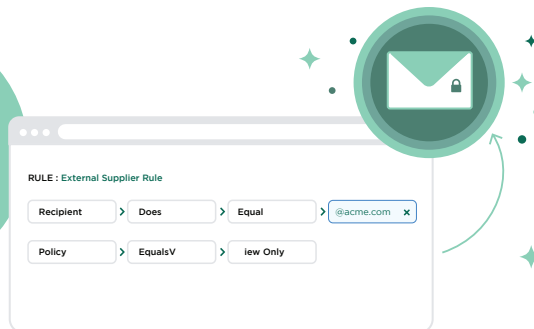 RULE : External Supplier Rule
Recipient > Does > Equal > @acme.com ×
Policy > EqualsV > iew Only